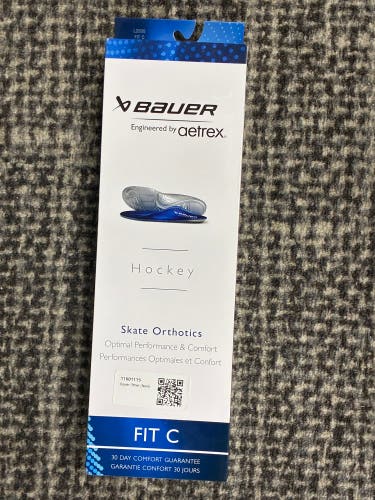 FIT C
BAUER
Engineered by aetrex
Hockey
Skate Orthotics
Optimal Performance & Comfort
Performances Optimales et Confort
FIT C
30 DAY COMFORT GUARANTEE
GARANTIE CONFORT 30 JOURS